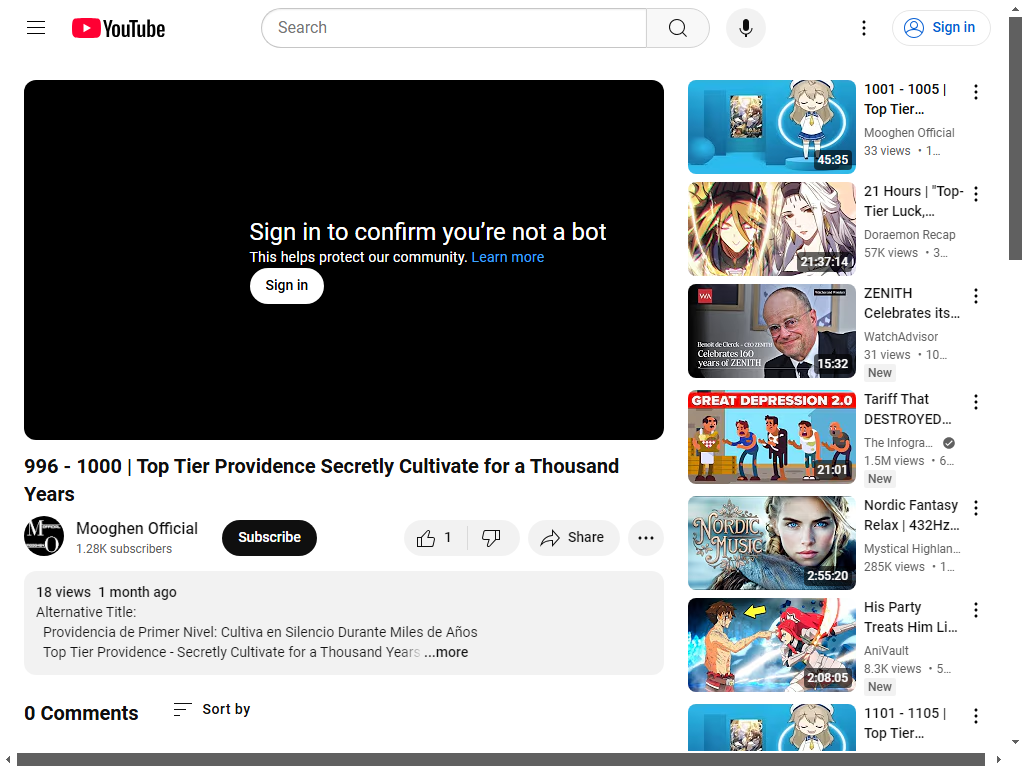 YouTube
Search
Sign in
Sign in to confirm you’re not a bot
This helps protect our community. Learn more
Sign in
996 - 1000 | Top Tier Providence Secretly Cultivate for a Thousand
Years
Mooghen Official
1.28K subscribers
Subscribe
1
Share
18 views 1 month ago
Alternative Title:
Providencia de Primer Nivel: Cultiva en Silencio Durante Miles de Años
Top Tier Providence - Secretly Cultivate for a Thousand Years ...more
0 Comments
Sort by
45:35
1001 - 1005 |
Top Tier…
Mooghen Official
33 views • 1…
21:37:14
21 Hours | "Top-
Tier Luck,…
Doraemon Recap
57K views • 3…
WA
Benoit de Clerck - CEO ZENITH
Celebrates 160
years of ZENITH
15:32
ZENITH
Celebrates its…
WatchAdvisor
31 views • 10…
New
GREAT DEPRESSION 2.0
21:01
Tariff That
DESTROYED…
The Infogra…
1.5M views • 6…
New
NORDIC
MUSIC
2:55:20
Nordic Fantasy
Relax | 432Hz…
Mystical Highlan…
285K views • 1…
2:08:05
His Party
Treats Him Li…
AniVault
8.3K views • 5…
New
1101 - 1105 |
Top Tier…